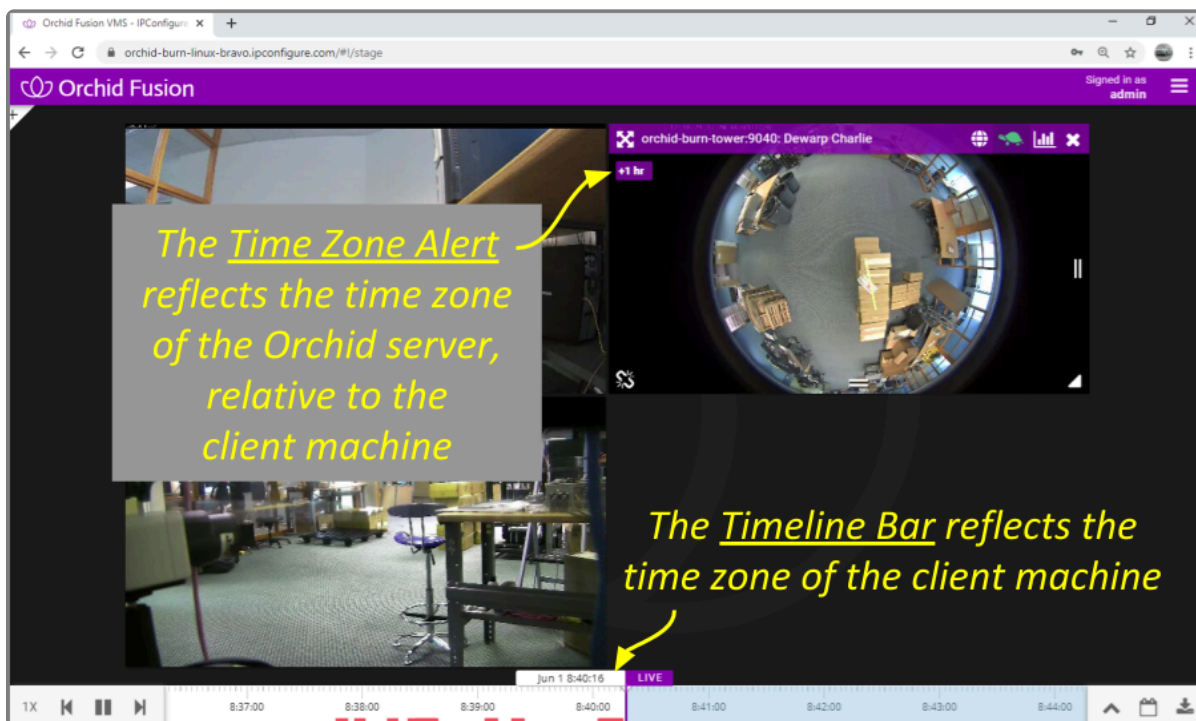 Orchid Fusion VMS - IPConfigure
orchid-burn-linux-bravo.ipconfigure.com/#!/stage
Orchid Fusion
Signed in as
admin
orchid-burn-tower:9040: Dewarp Charlie
+1 hr
The Time Zone Alert
reflects the time zone
of the Orchid server,
relative to the
client machine
The Timeline Bar reflects the
time zone of the client machine
Jun 1 8:40:16
LIVE
1X
8:37:00
8:38:00
8:39:00
8:40:00
8:41:00
8:42:00
8:43:00
8:44:00